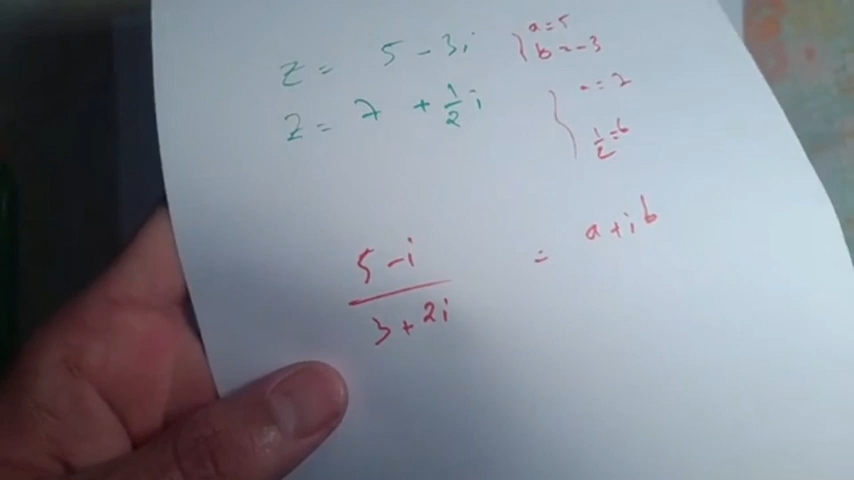 z = 5 - 3i { a = 5
b = -3
z = 7 + 1/2 i { a = 7
1/2 = b
5 - i / 3 + 2i = a + ib